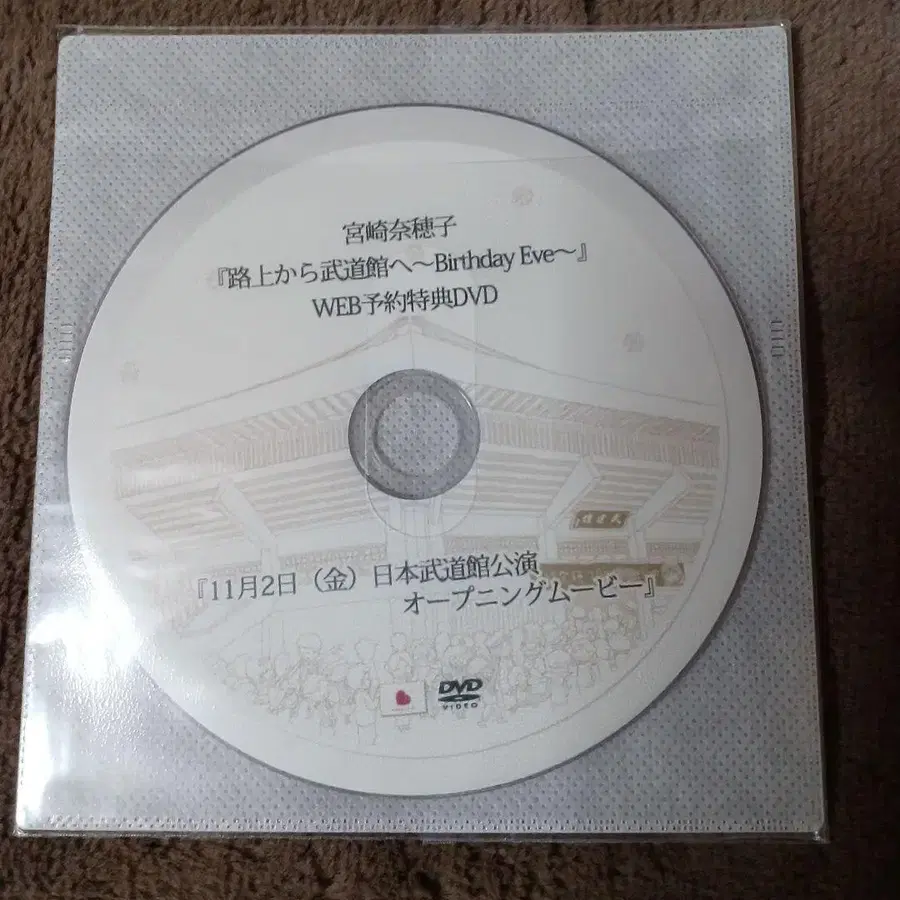 宮崎奈穂子
『路上から武道館へ～Birthday Eve～』
WEB予約特典DVD
『11月2日（金）日本武道館公演
オープニングムービー』
DVD
VIDEO